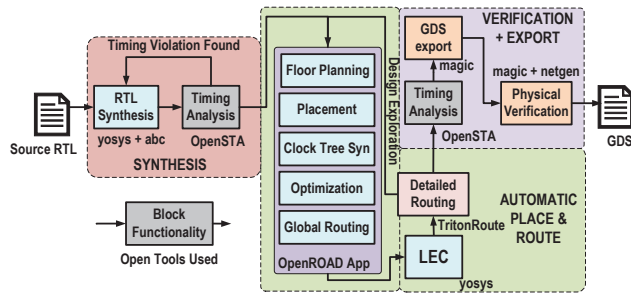 Timing Violation Found
RTL
Synthesis
Timing
Analysis
yosys + abc
OpenSTA
Source RTL
SYNTHESIS
Block
Functionality
Open Tools Used
Floor Planning
Placement
Clock Tree Syn
Optimization
Global Routing
OpenROAD App
Design Exploration
VERIFICATION
+ EXPORT
GDS
export
magic
magic + netgen
Timing
Analysis
Physical
Verification
OpenSTA
GDS
Detailed
Routing
TritonRoute
LEC
yosys
AUTOMATIC
PLACE &
ROUTE